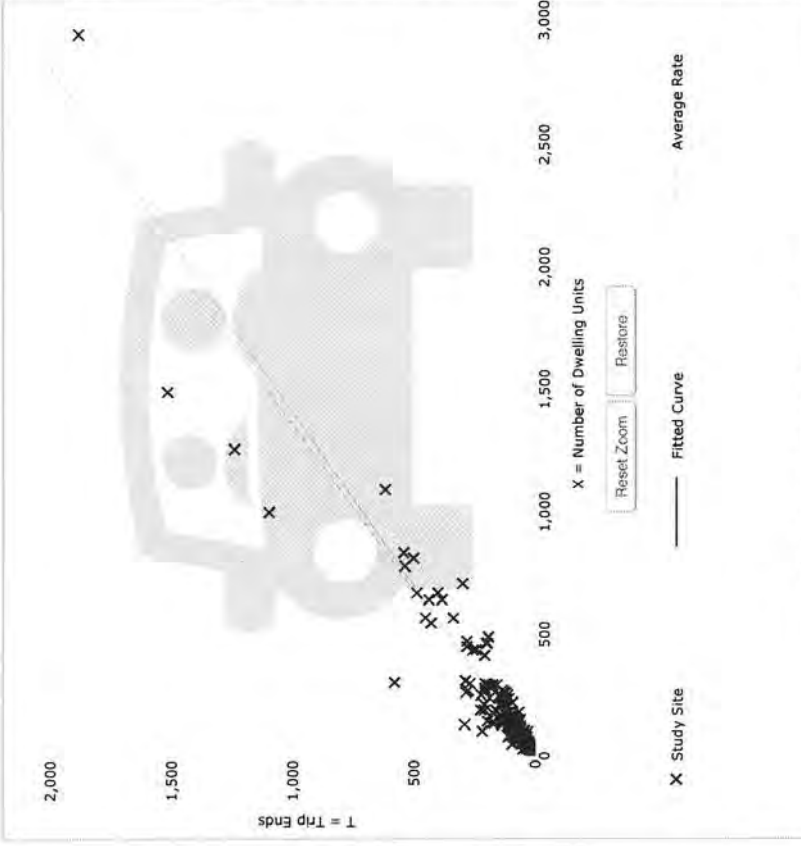 T = Trip Ends
2,000
1,500
1,000
500
0
0
500
1,000
1,500
2,000
2,500
3,000
X = Number of Dwelling Units
Reset Zoom
Restore
Study Site
Fitted Curve
Average Rate